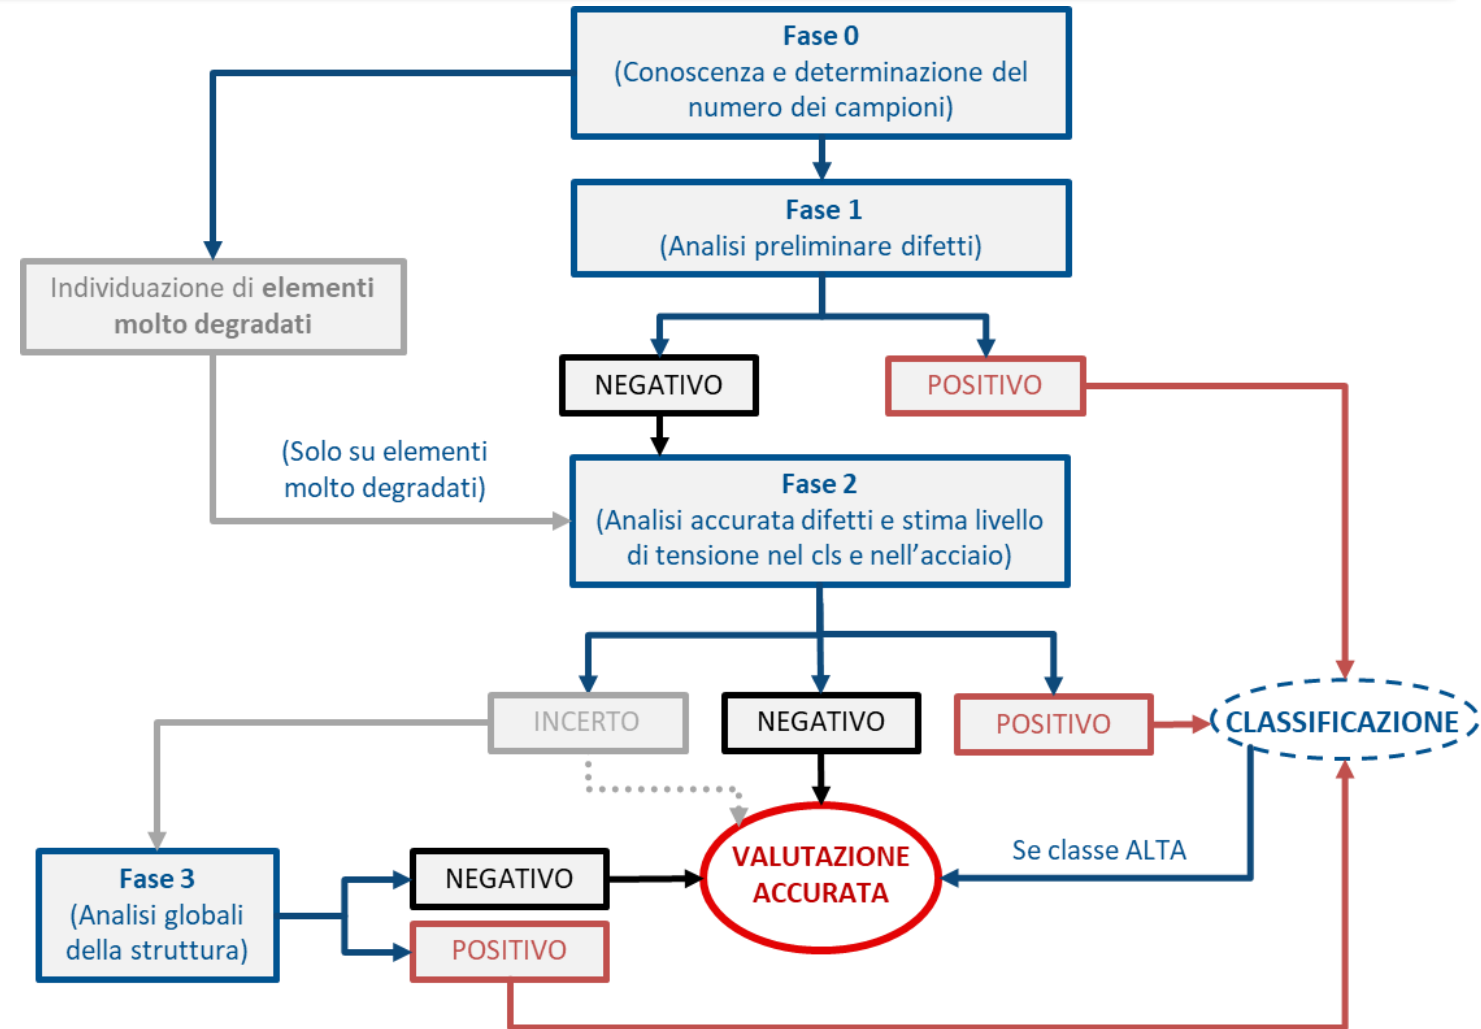 Fase 0
(Conoscenza e determinazione del
numero dei campioni)
Fase 1
(Analisi preliminare difetti)
Individuazione di elementi
molto degradati
NEGATIVO
POSITIVO
(Solo su elementi
molto degradati)
Fase 2
(Analisi accurata difetti e stima livello
di tensione nel cls e nell'acciaio)
INCERTO
NEGATIVO
POSITIVO
CLASSIFICAZIONE
Se classe ALTA
VALUTAZIONE
ACCURATA
Fase 3
(Analisi globali
della struttura)
NEGATIVO
POSITIVO